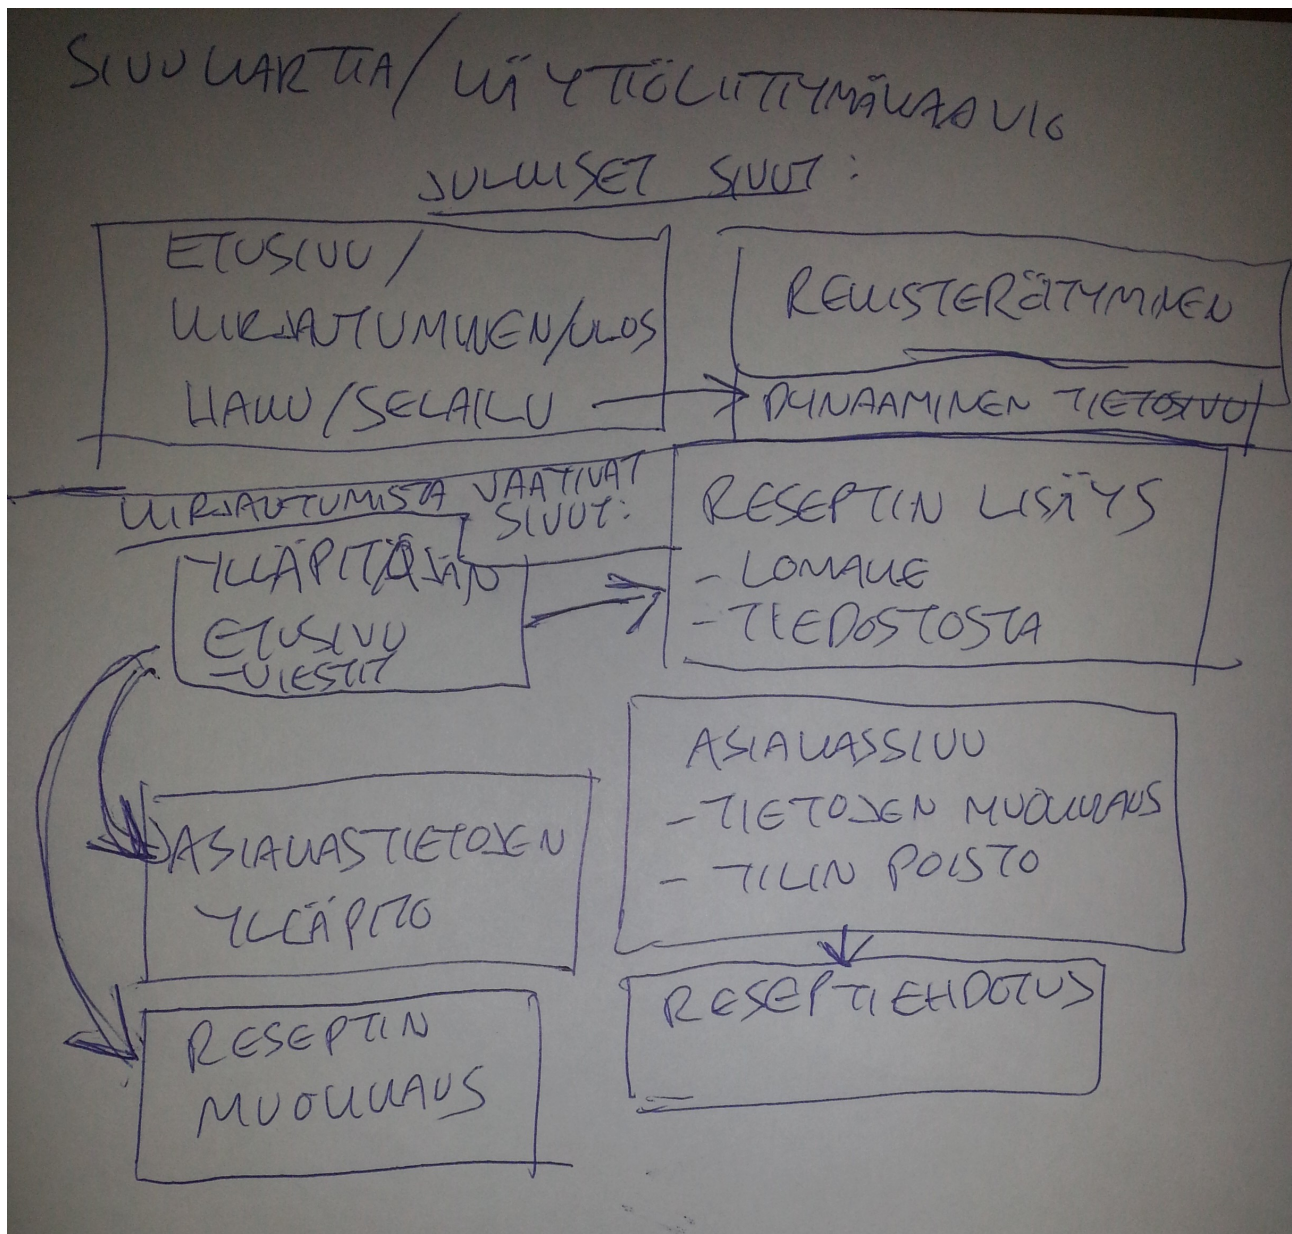 SIVUKARTTA/KÄYTTÖLIITTYMÄKAAVIO
JULKISET SIVUT:
ETUSIVU/
KIRJAUTUMINEN/ULOS
HAKU/SELAILU
REKISTERÖITYMINEN
DYNAAMINEN TIETOSIVU
KIRJAUTUMISTA VAATIVAT
SIVUT:
YLLÄPITÄJÄN
ETUSIVU
-VIESTIT
RESEPTIN LISÄYS
- LOMAKE
- TIEDOSTOSTA
ASIAKASSIVU
- TIETOJEN MUOKKAUS
- TILIN POISTO
ASIAKASTIETOJEN
YLLÄPITO
RESEPTIEHDOTUS
RESEPTIN
MUOKKAUS